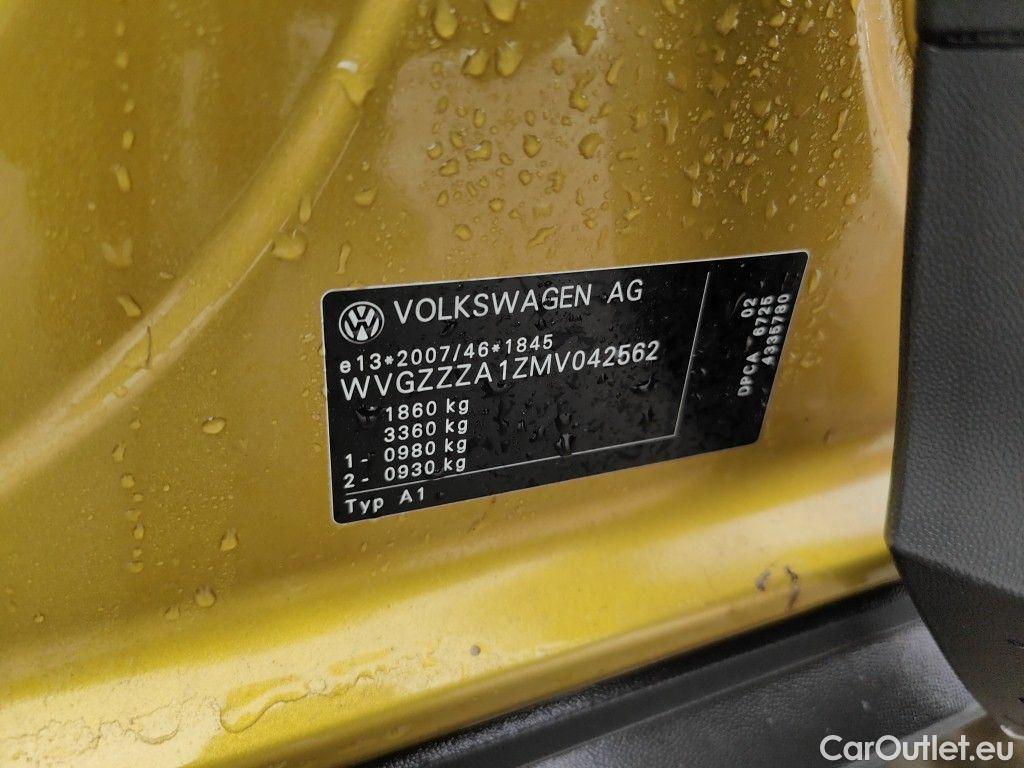 VOLKSWAGEN AG
e13*2007/46*1845
WVGZZZA1ZMV042562
1860 kg
3360 kg
1- 0980 kg
2- 0930 kg
Typ A1
02
DPCA 6725
4335780
CarOutlet.eu